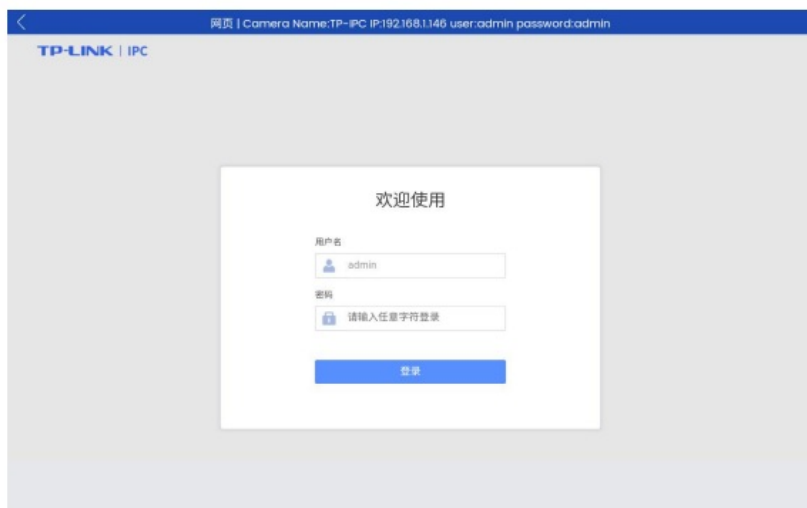 网页 | Camera Name:TP-IPC IP:192.168.1.146 user:admin password:admin
TP-LINK | IPC
欢迎使用
用户名
admin
密码
请输入任意字符登录
登录